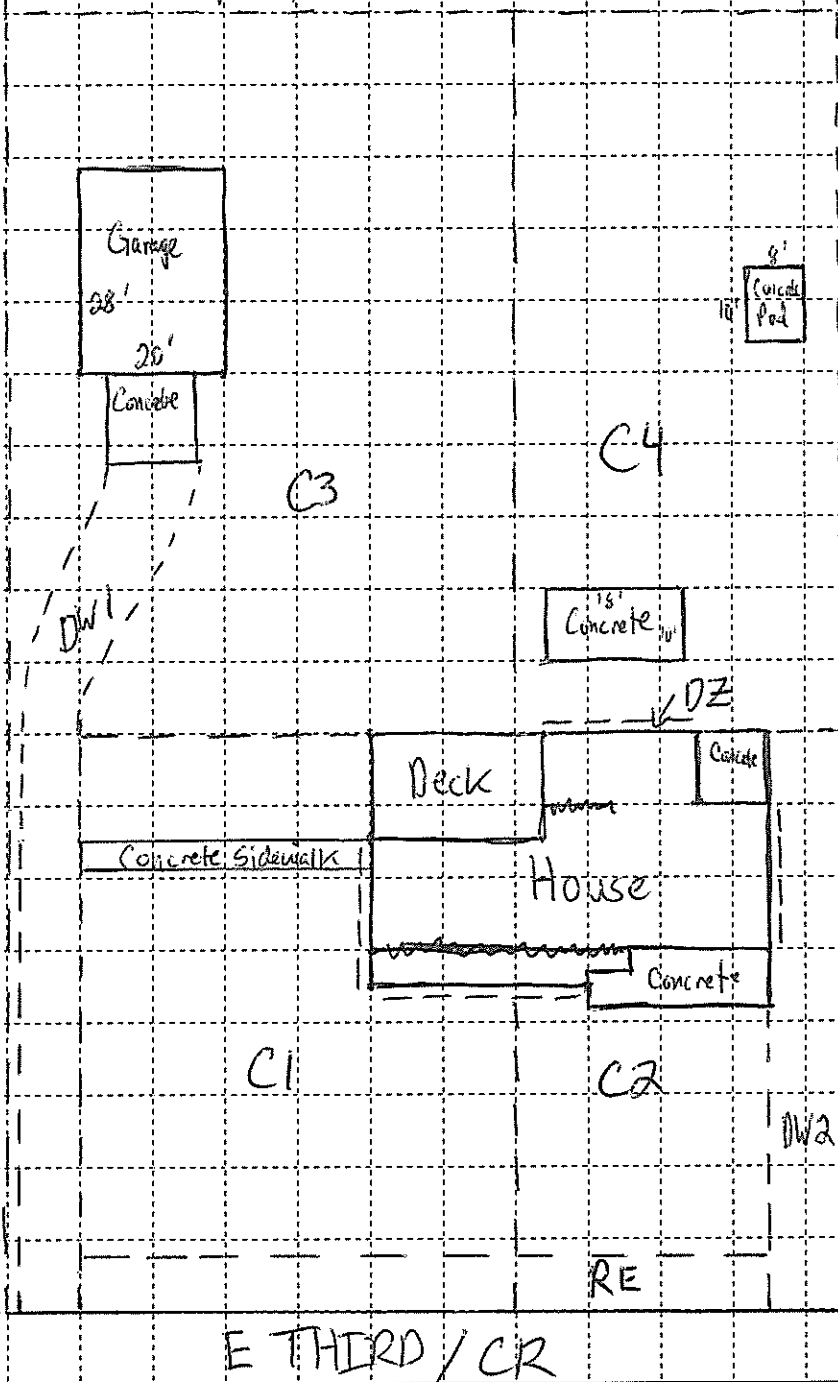 Garage
28'
20'
Concrete
8'
10'
Concrete
Pad
C4
C3
DW1
18'
Concrete 10'
DZ
Deck
Concrete
Concrete Sidewalk
House
Concrete
C1
C2
DW2
RE
E THIRD / CR